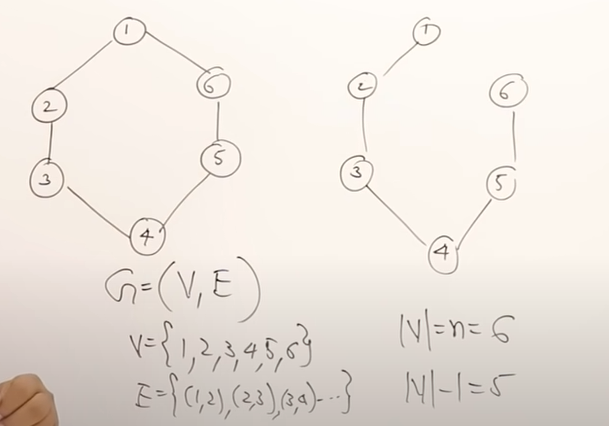 1
2
6
3
5
4
1
2
6
3
5
4
G=(V,E)
V={1,2,3,4,5,6}
E={(1,2),(2,3),(3,4)---}
|V|=n=6
|V|-1=5